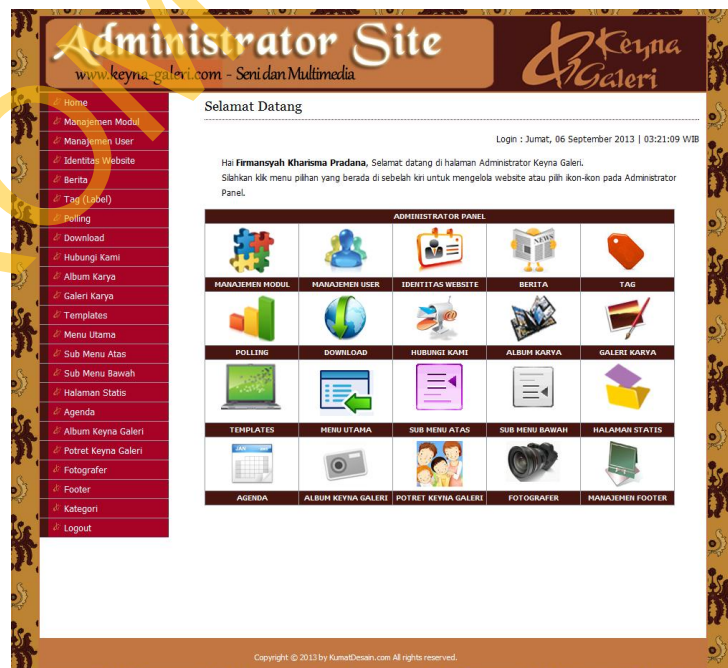 Administrator Site
www.keyna-galeri.com - Seni dan Multimedia
Keyna
Galeri
Home
Manajemen Modul
Manajemen User
Identitas Website
Berita
Tag (Label)
Polling
Download
Hubungi Kami
Album Karya
Galeri Karya
Templates
Menu Utama
Sub Menu Atas
Sub Menu Bawah
Halaman Statis
Agenda
Album Keyna Galeri
Potret Keyna Galeri
Fotografer
Footer
Kategori
Logout
Selamat Datang
Login : Jumat, 06 September 2013 | 03:21:09 WIB
Hai Firmansyah Kharisma Pradana, Selamat datang di halaman Administrator Keyna Galeri.
Silahkan klik menu pilihan yang berada di sebelah kiri untuk mengelola website atau pilih ikon-ikon pada Administrator
Panel.
ADMINISTRATOR PANEL
NEWS
MANAJEMEN MODUL MANAJEMEN USER IDENTITAS WEBSITE BERITA TAG
POLLING DOWNLOAD HUBUNGI KAMI ALBUM KARYA GALERI KARYA
TEMPLATES MENU UTAMA SUB MENU ATAS SUB MENU BAWAH HALAMAN STATIS
JAN
AGENDA ALBUM KEYNA GALERI POTRET KEYNA GALERI FOTOGRAFER MANAJEMEN FOOTER
Copyright © 2013 by KumatDesain.com All rights reserved.